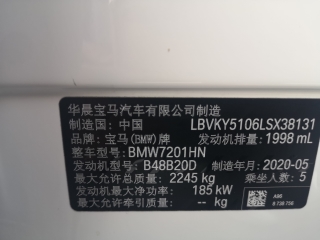 华晨宝马汽车有限公司制造
制造国：中国 LBVKY5106LSX38131
品牌：宝马(BMW)牌 发动机排量：1998 mL
整车型号：BMW7201HN
发动机型号：B48B20D 制造年月：2020-05
最大允许总质量：2245 kg 乘坐人数：5
发动机最大净功率：185 kW
最大允许牵引质量：-- kg
A96